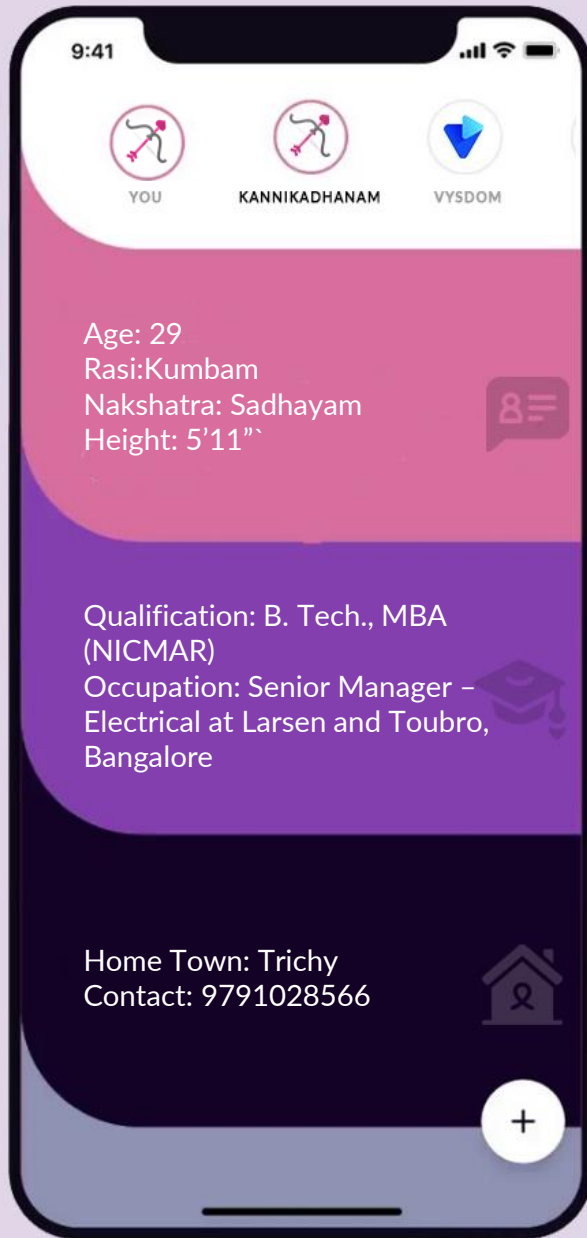 9:41
YOU
KANNIKADHANAM
VYSDOM
Age: 29
Rasi:Kumbam
Nakshatra: Sadhayam
Height: 5’11”`
Qualification: B. Tech., MBA
(NICMAR)
Occupation: Senior Manager –
Electrical at Larsen and Toubro,
Bangalore
Home Town: Trichy
Contact: 9791028566
+